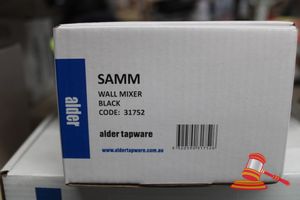 SAMM
WALL MIXER
BLACK
CODE: 31752
alder
alder tapware
www.aldertapware.com.au